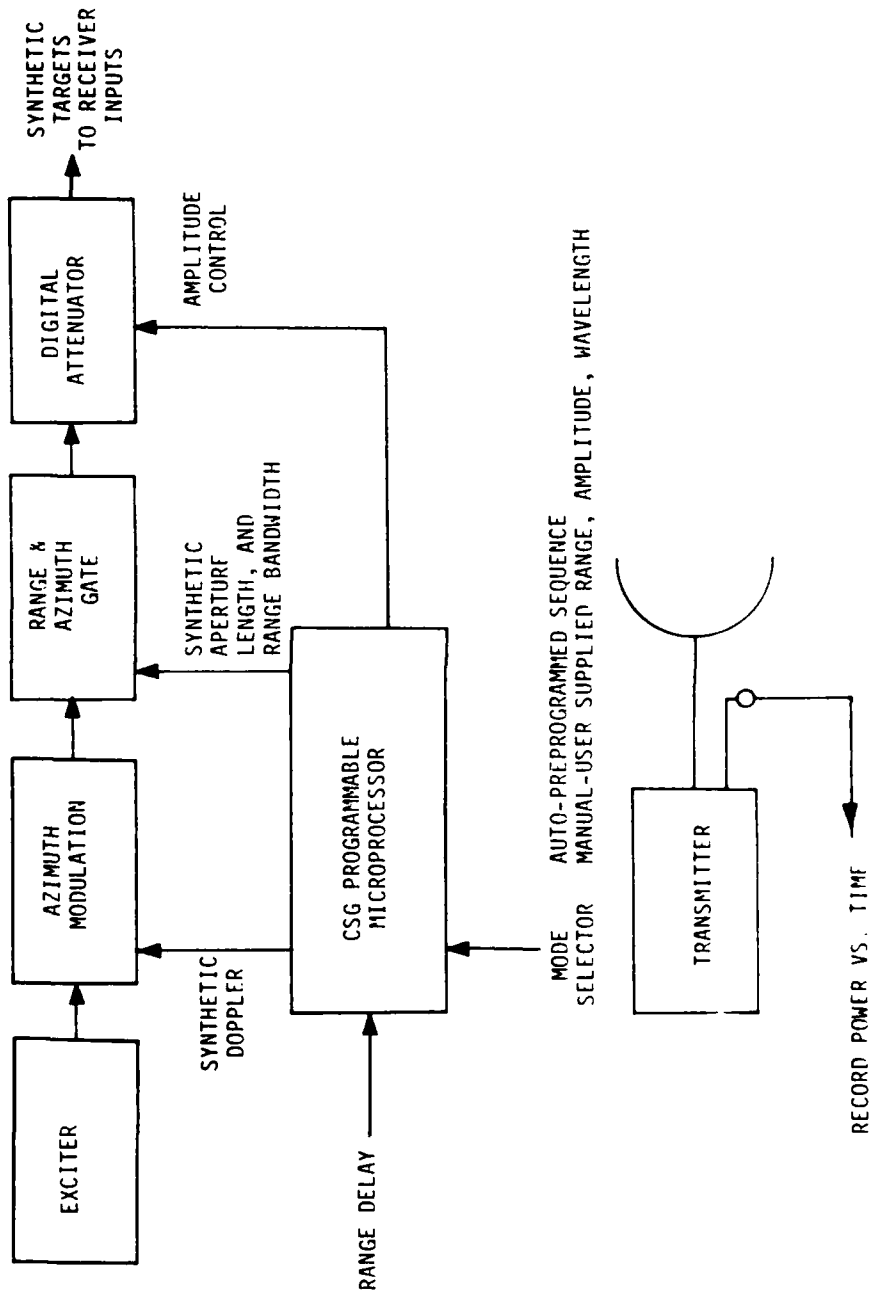 EXCITER
AZIMUTH
MODULATION
RANGE &
AZIMUTH
GATE
DIGITAL
ATTENUATOR
SYNTHETIC
TARGETS
TO RECEIVER
INPUTS
SYNTHETIC
DOPPLER
SYNTHETIC
APERTURE
LENGTH, AND
RANGE BANDWIDTH
AMPLITUDE
CONTROL
RANGE DELAY
CSG PROGRAMMABLE
MICROPROCESSOR
MODE
SELECTOR
AUTO-PREPROGRAMMED SEQUENCE
MANUAL-USER SUPPLIED RANGE, AMPLITUDE, WAVELENGTH
TRANSMITTER
RECORD POWER VS. TIME